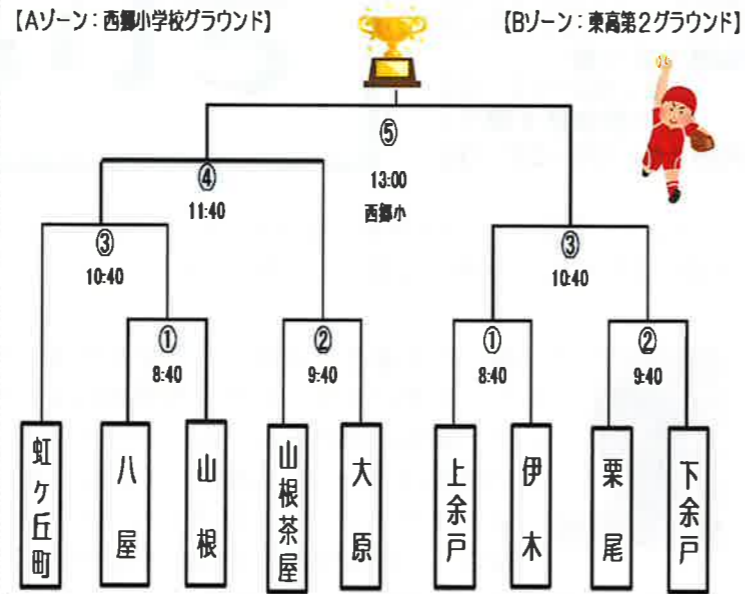 【Aゾーン：西郷小学校グラウンド】
【Bゾーン：東高第2グラウンド】
⑤
13:00
西郷小
④
11:40
③
10:40
③
10:40
①
8:40
②
9:40
①
8:40
②
9:40
虹ヶ丘町
八屋
山根
山根茶屋
大原
上余戸
伊木
栗尾
下余戸